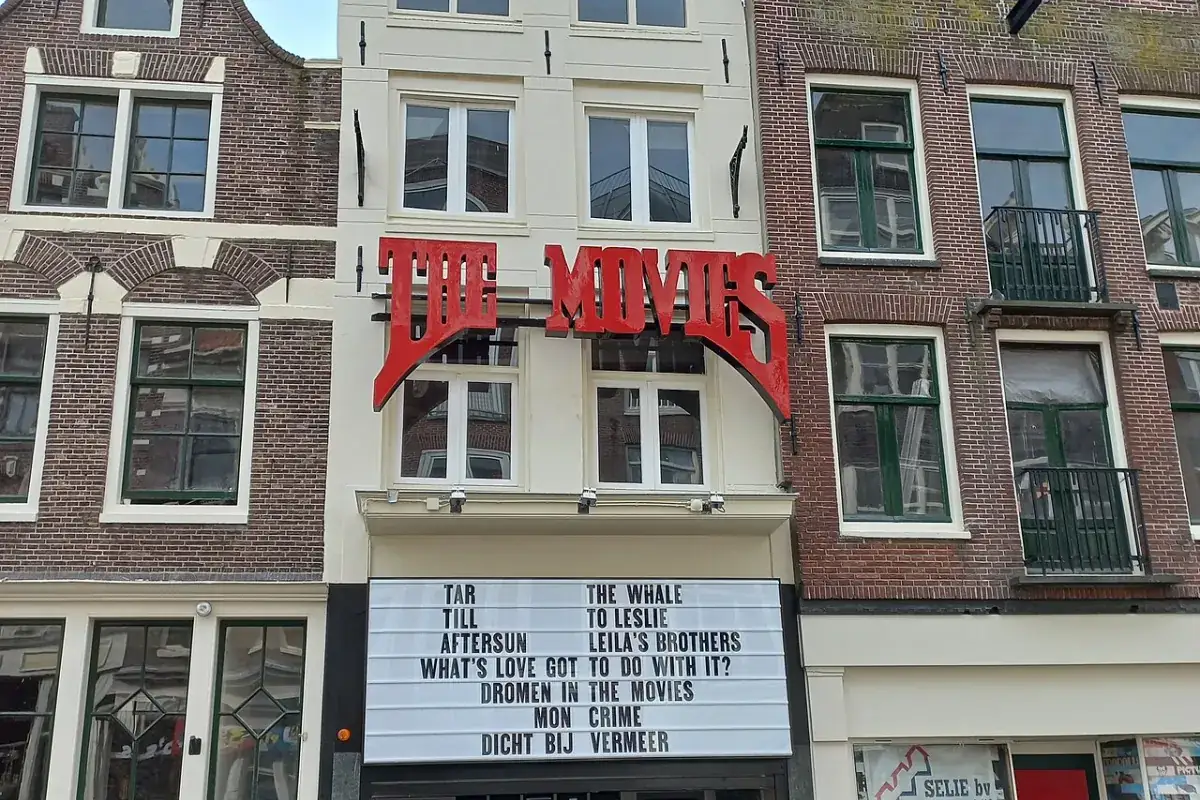 THE MOVIES
TAR THE WHALE
TILL TO LESLIE
AFTERSUN LEILA'S BROTHERS
WHAT'S LOVE GOT TO DO WITH IT?
DROMEN IN THE MOVIES
MON CRIME
DICHT BIJ VERMEER
SELIE bv